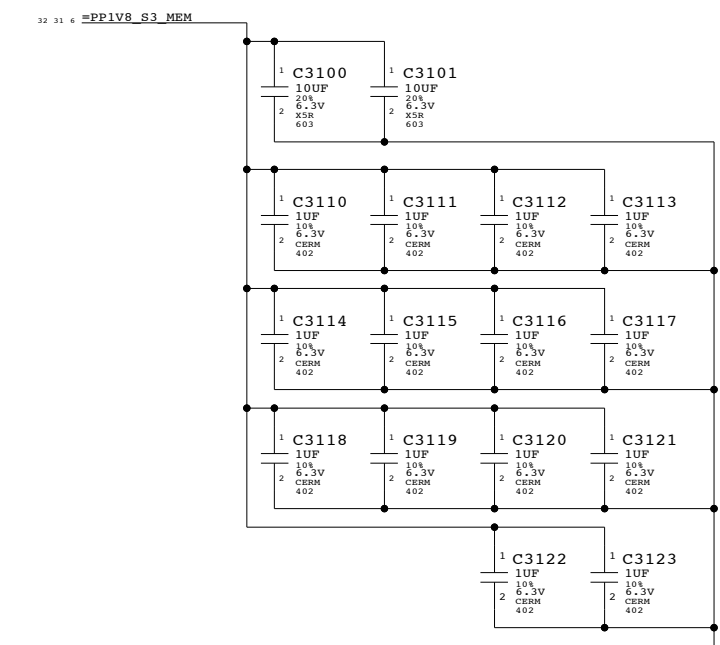 32 31 6 =PP1V8_S3_MEM
1 C3100 1 C3101
10UF 10UF
20% 20%
6.3V 6.3V
2 X5R 2 X5R
603 603
1 C3110 1 C3111 1 C3112 1 C3113
1UF 1UF 1UF 1UF
10% 10% 10% 10%
6.3V 6.3V 6.3V 6.3V
2 CERM 2 CERM 2 CERM 2 CERM
402 402 402 402
1 C3114 1 C3115 1 C3116 1 C3117
1UF 1UF 1UF 1UF
10% 10% 10% 10%
6.3V 6.3V 6.3V 6.3V
2 CERM 2 CERM 2 CERM 2 CERM
402 402 402 402
1 C3118 1 C3119 1 C3120 1 C3121
1UF 1UF 1UF 1UF
10% 10% 10% 10%
6.3V 6.3V 6.3V 6.3V
2 CERM 2 CERM 2 CERM 2 CERM
402 402 402 402
1 C3122 1 C3123
1UF 1UF
10% 10%
6.3V 6.3V
2 CERM 2 CERM
402 402